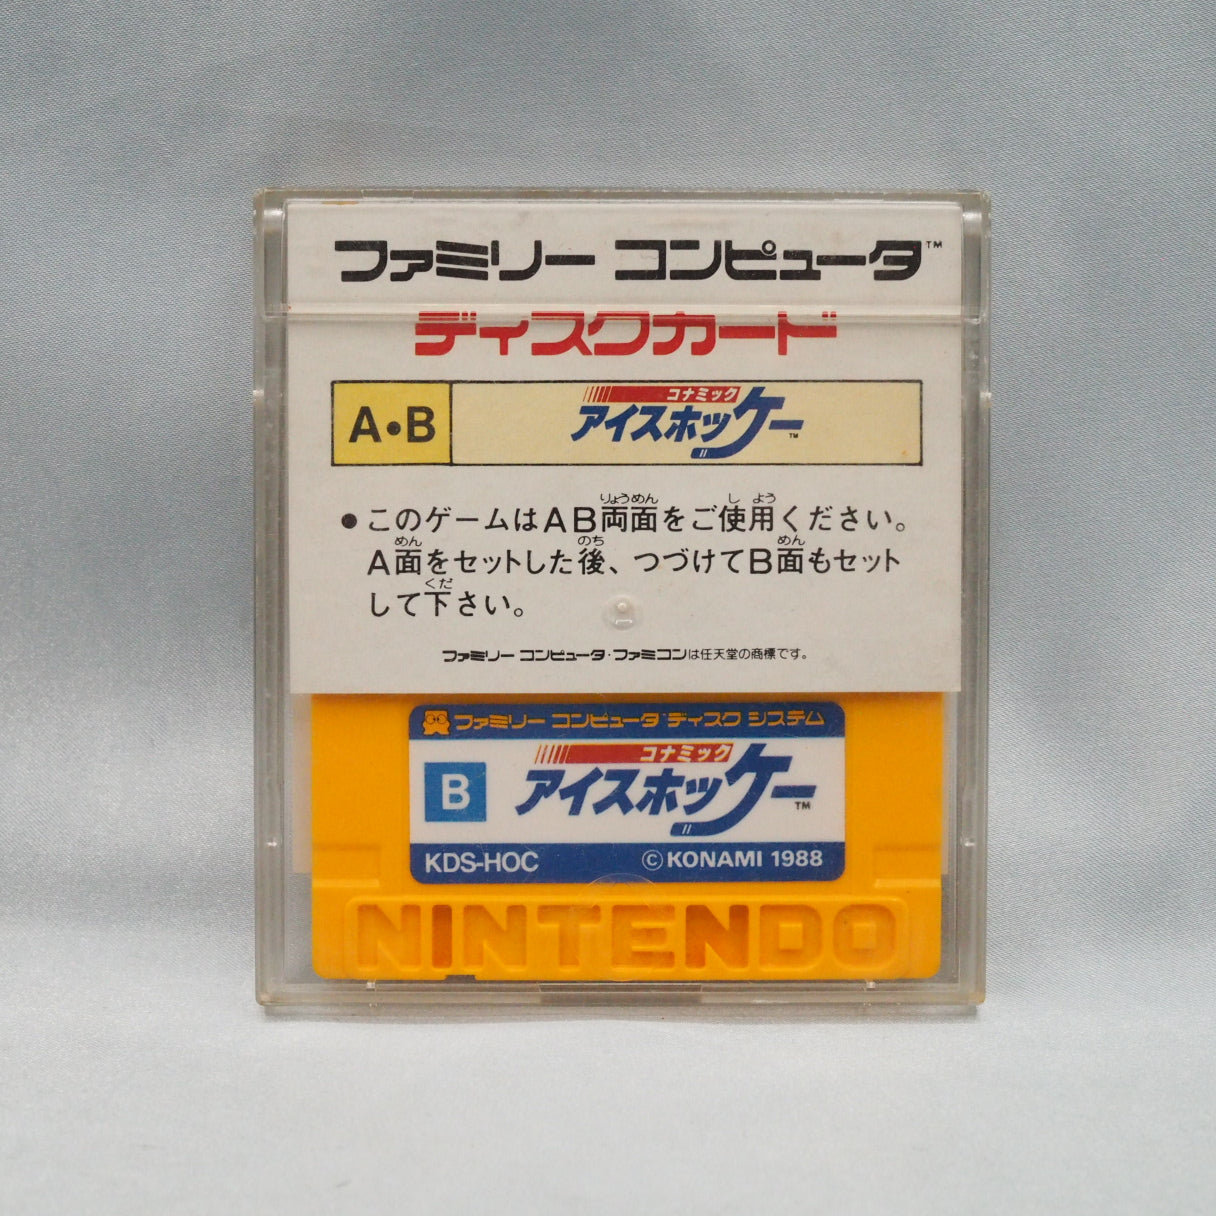 ファミリー コンピュータ™
ディスクカード
A・B
コナミック
アイスホッケー™
●このゲームはAB両面をご使用ください。
A面をセットした後、つづけてB面もセット
して下さい。
ファミリー コンピュータ・ファミコンは任天堂の商標です。
ファミリー コンピュータ ディスク システム
コナミック
B
アイスホッケー™
KDS-HOC
©KONAMI 1988
NINTENDO